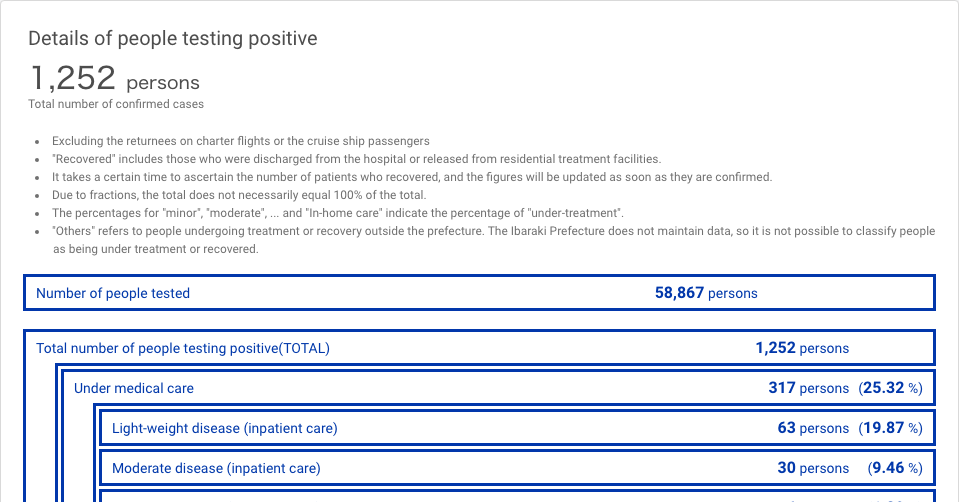 Details of people testing positive
1,252 persons
Total number of confirmed cases
• Excluding the returnees on charter flights or the cruise ship passengers
• "Recovered" includes those who were discharged from the hospital or released from residential treatment facilities.
• It takes a certain time to ascertain the number of patients who recovered, and the figures will be updated as soon as they are confirmed.
• Due to fractions, the total does not necessarily equal 100% of the total.
• The percentages for "minor", "moderate", ... and "In-home care" indicate the percentage of "under-treatment".
• "Others" refers to people undergoing treatment or recovery outside the prefecture. The Ibaraki Prefecture does not maintain data, so it is not possible to classify people
as being under treatment or recovered.
Number of people tested 58,867 persons
Total number of people testing positive(TOTAL) 1,252 persons
Under medical care 317 persons (25.32 %)
Light-weight disease (inpatient care) 63 persons (19.87 %)
Moderate disease (inpatient care) 30 persons (9.46 %)